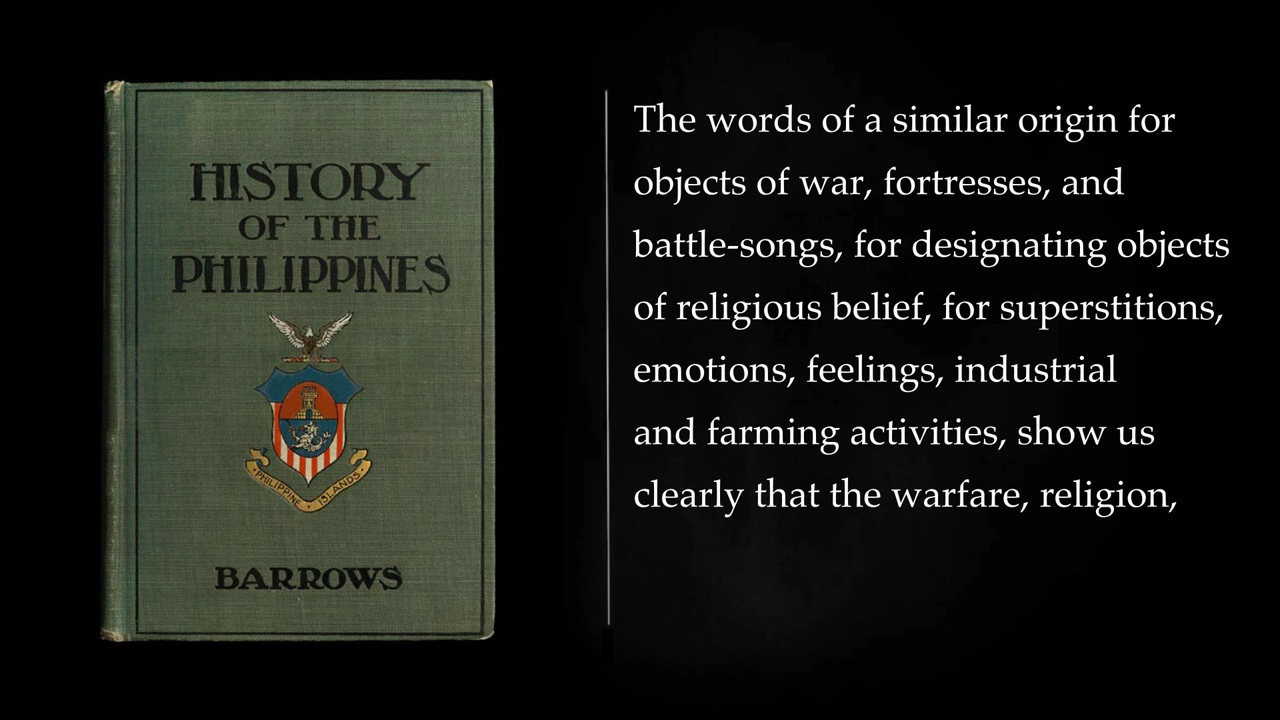 HISTORY
OF THE
PHILIPPINES
PHILIPPINE ISLANDS
BARROWS
The words of a similar origin for
objects of war, fortresses, and
battle-songs, for designating objects
of religious belief, for superstitions,
emotions, feelings, industrial
and farming activities, show us
clearly that the warfare, religion,